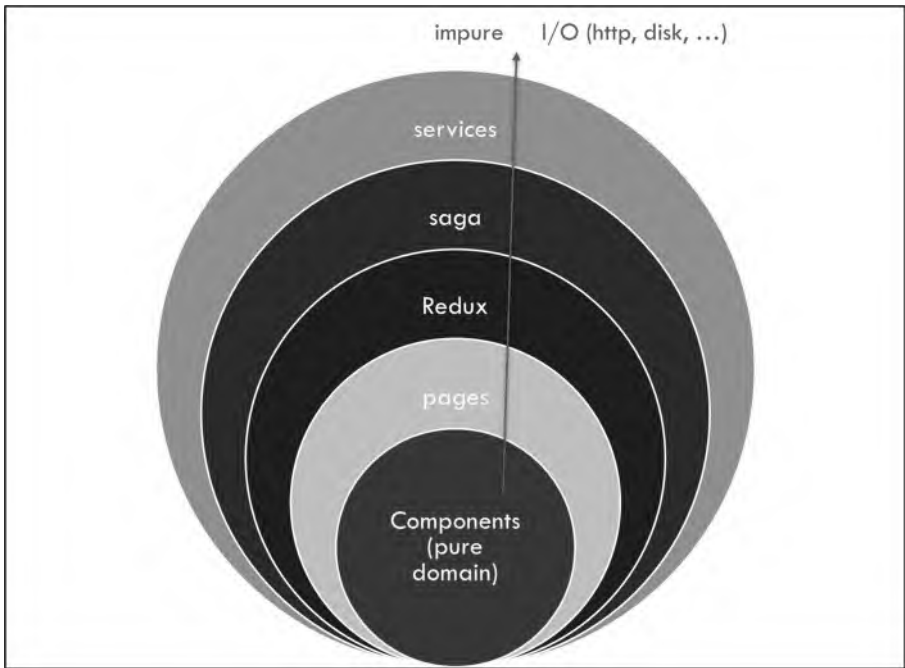 impure I/O (http, disk, ...)
services
saga
Redux
pages
Components
(pure
domain)